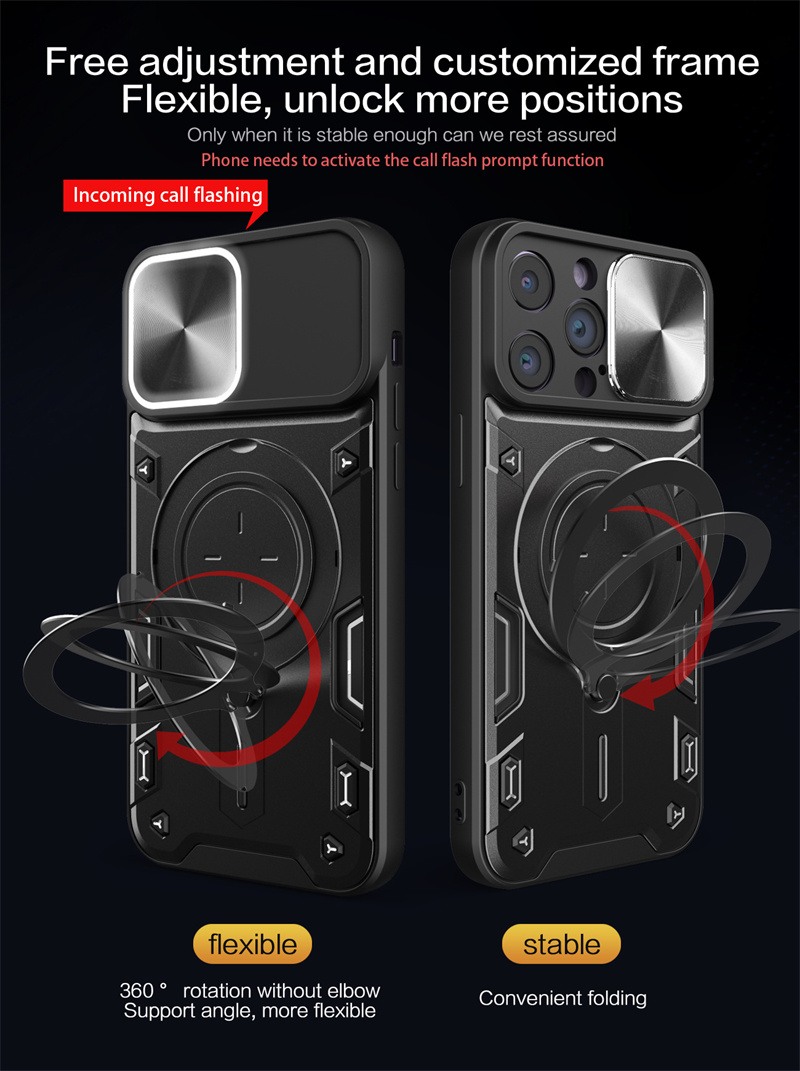 Free adjustment and customized frame
Flexible, unlock more positions
Only when it is stable enough can we rest assured
Phone needs to activate the call flash prompt function
Incoming call flashing
flexible
360 ° rotation without elbow
Support angle, more flexible
stable
Convenient folding